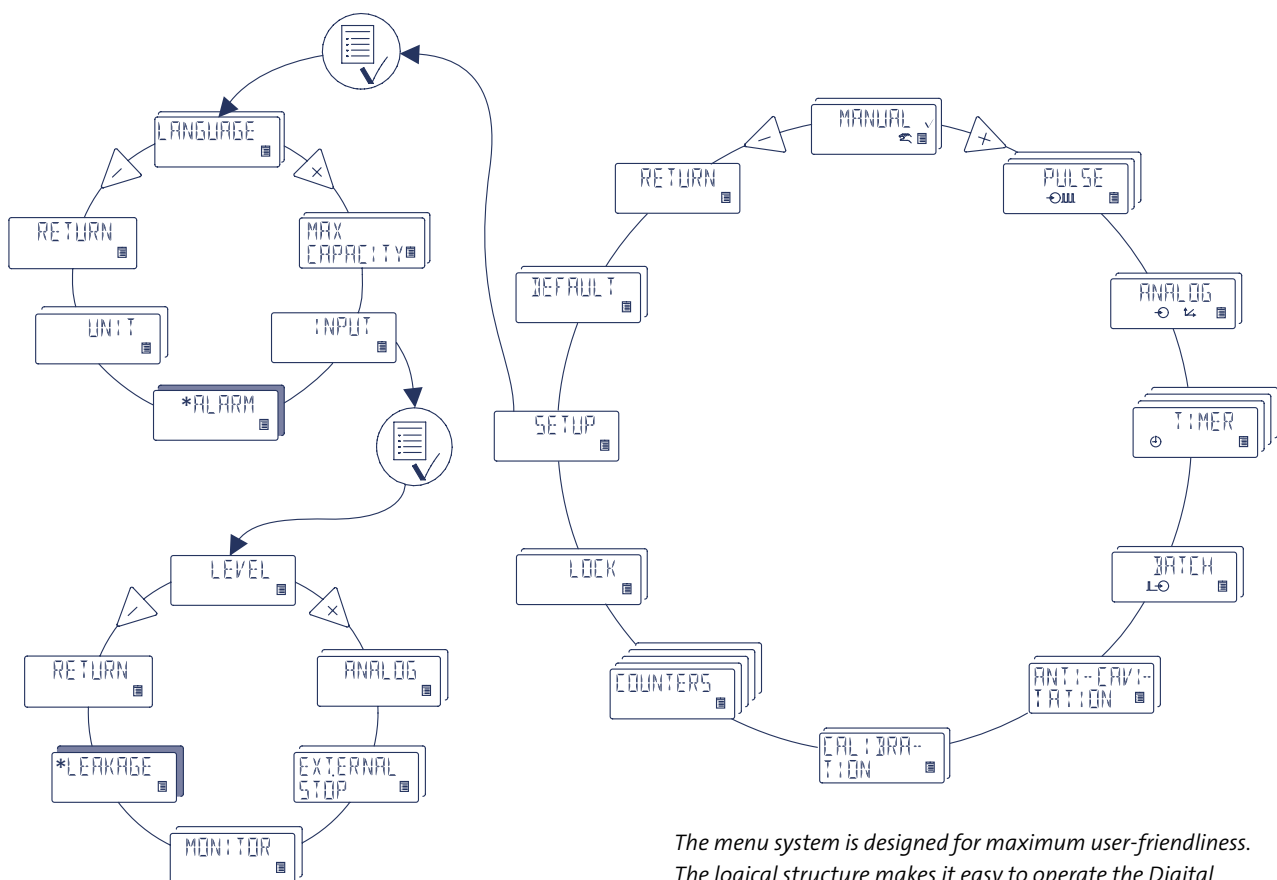 LANGUAGE
RETURN
MAX
CAPACITY
UNIT
INPUT
*ALARM
LEVEL
RETURN
ANALOG
*LEAKAGE
EXTERNAL
STOP
MONITOR
MANUAL
RETURN
PULSE
DEFAULT
ANALOG
SETUP
TIMER
LOCK
BATCH
COUNTERS
ANTI-CAVI-
TATION
CALIBRA-
TION
The menu system is designed for maximum user-friendliness.
The logical structure makes it easy to operate the Digital